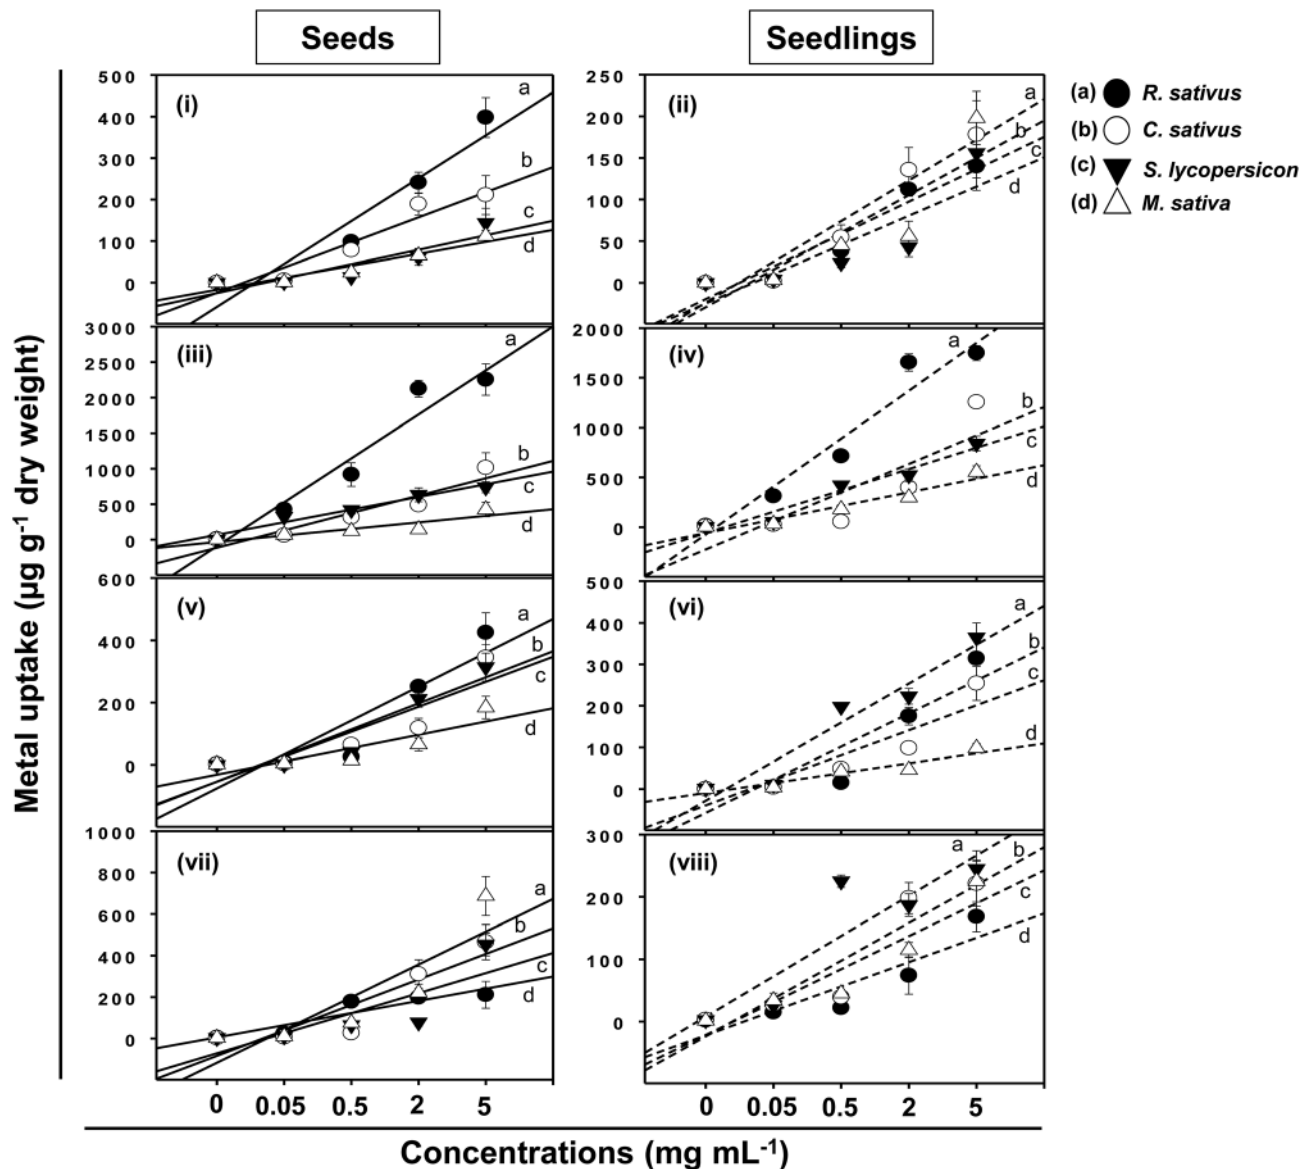 Seeds
Seedlings
(a) R. sativus
(b) C. sativus
(c) S. lycopersicon
(d) M. sativa
Metal uptake (µg g⁻¹ dry weight)
(i)
500
400
300
200
100
0
a
b
c
d
(ii)
250
200
150
100
50
0
a
b
c
d
(iii)
3000
2500
2000
1500
1000
500
0
a
b
c
d
(iv)
2000
1500
1000
500
0
a
b
c
d
(v)
600
400
200
0
a
b
c
d
(vi)
500
400
300
200
100
0
a
b
c
d
(vii)
1000
800
600
400
200
0
a
b
c
d
(viii)
300
200
100
0
a
b
c
d
0 0.05 0.5 2 5
0 0.05 0.5 2 5
Concentrations (mg mL⁻¹)